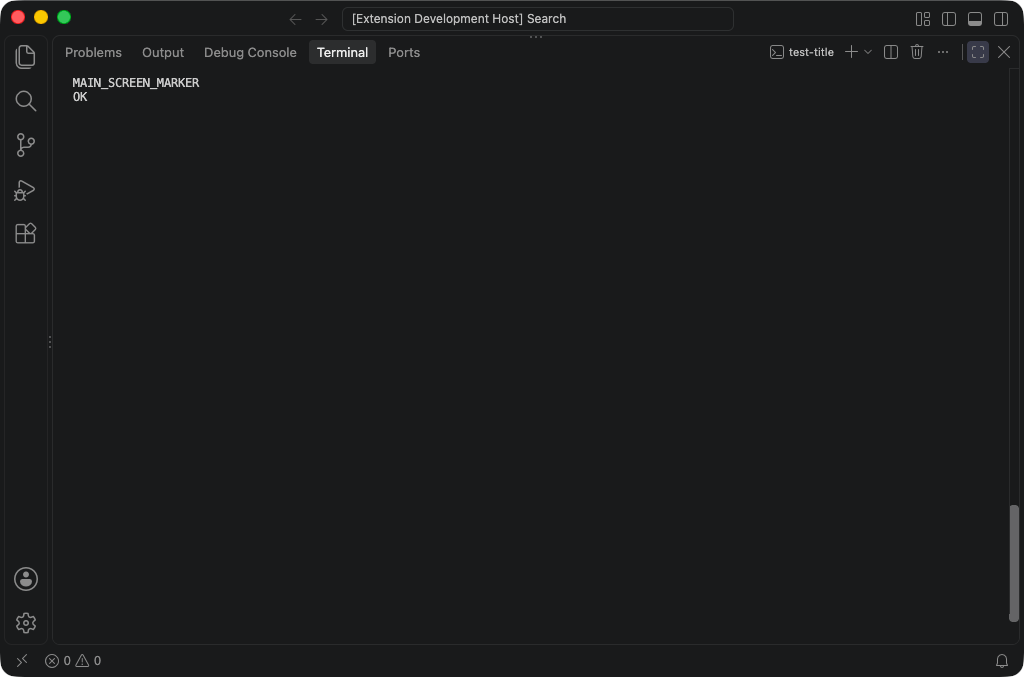 [Extension Development Host] Search
Problems Output Debug Console Terminal Ports test-title
MAIN_SCREEN_MARKER
OK
0 0